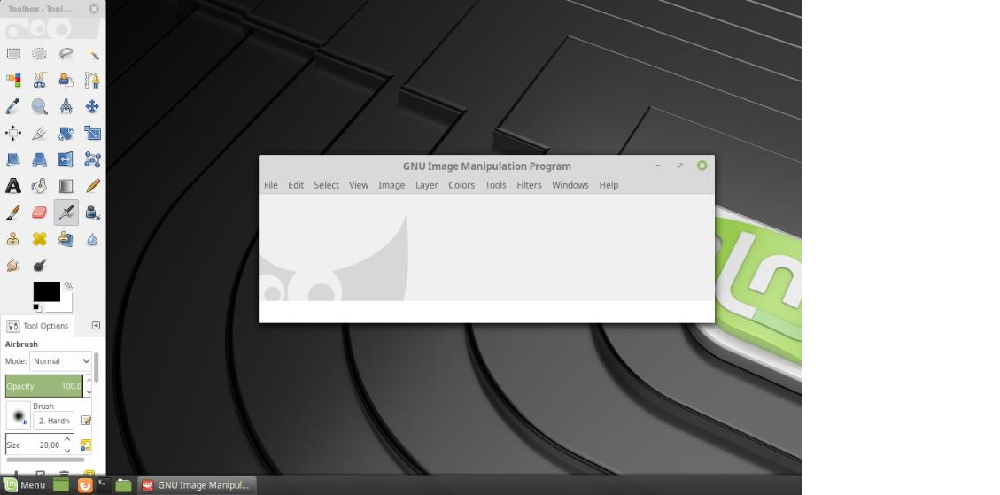 Toolbox - Tool ...
GNU Image Manipulation Program
File Edit Select View Image Layer Colors Tools Filters Windows Help
Tool Options
Airbrush
Mode: Normal
Opacity 100,0
Brush
2. Hardn
Size 20,00
Menu
GNU Image Manipul...